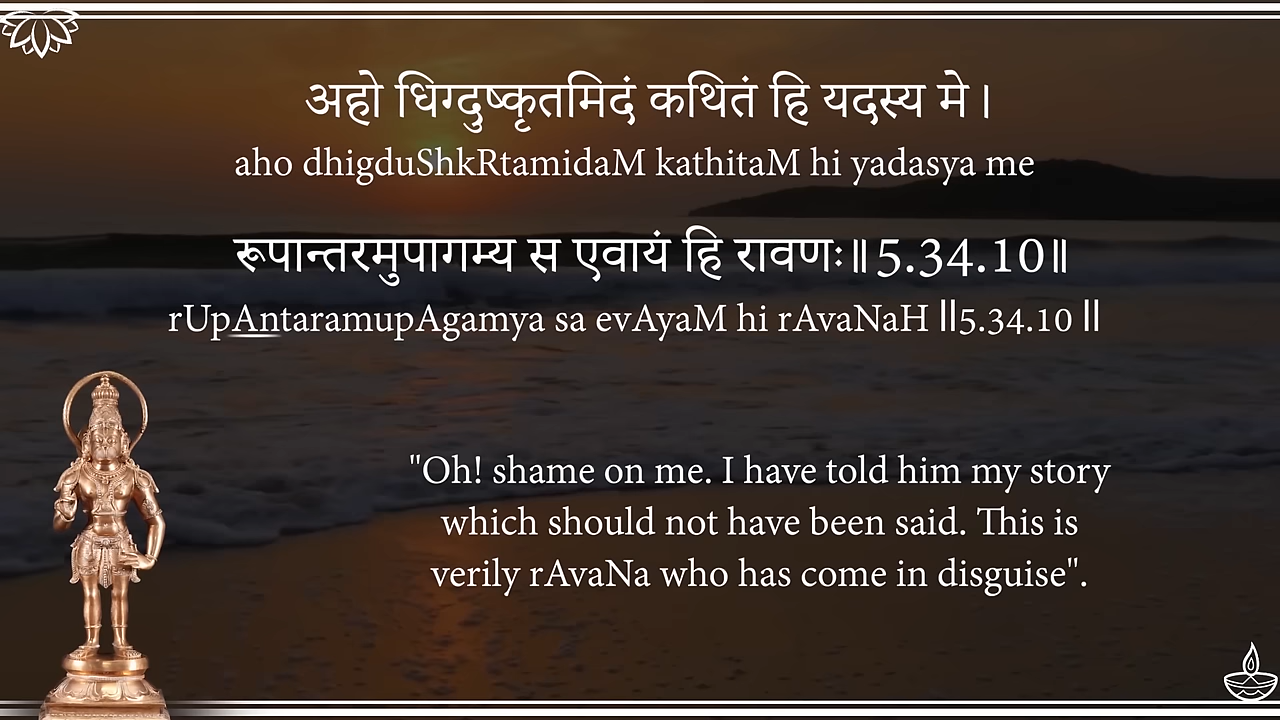 अहो धिग्दुष्कृतमिदं कथितं हि यदस्य मे ।
aho dhigduShkRtamidaM kathitaM hi yadasya me
रूपान्तरमुपागम्य स एवायं हि रावणः॥5.34.10॥
rUpAntaramupAgamya sa evAyaM hi rAvaNaH ॥5.34.10 ॥
"Oh! shame on me. I have told him my story
which should not have been said. This is
verily rAvaNa who has come in disguise".